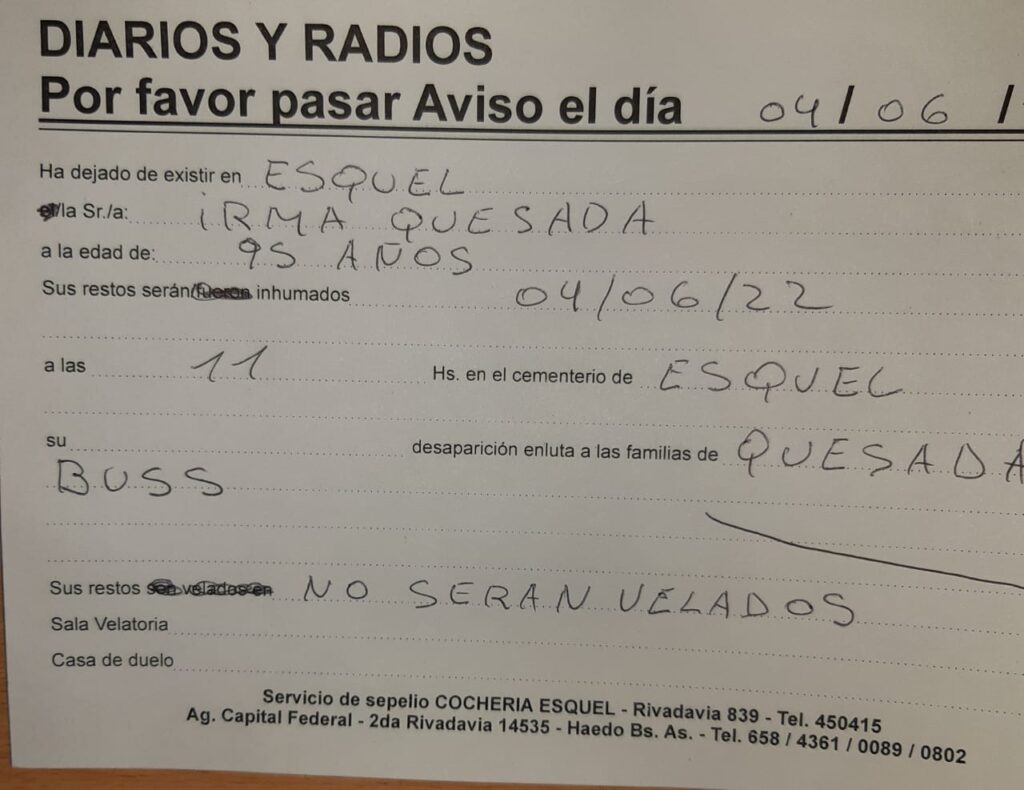 DIARIOS Y RADIOS
Por favor pasar Aviso el día 04/06/
Ha dejado de existir en ESQUEL
el/la Sr./a: iRMA QUESADA
a la edad de: 95 AÑOS
Sus restos serán/fueron inhumados 04/06/22
a las 11 Hs. en el cementerio de ESQUEL
su desaparición enluta a las familias de QUESADA
BUSS
Sus restos son velados en NO SERAN VELADOS
Sala Velatoria
Casa de duelo
Servicio de sepelio COCHERIA ESQUEL - Rivadavia 839 - Tel. 450415
Ag. Capital Federal - 2da Rivadavia 14535 - Haedo Bs. As. - Tel. 658 / 4361 / 0089 / 0802